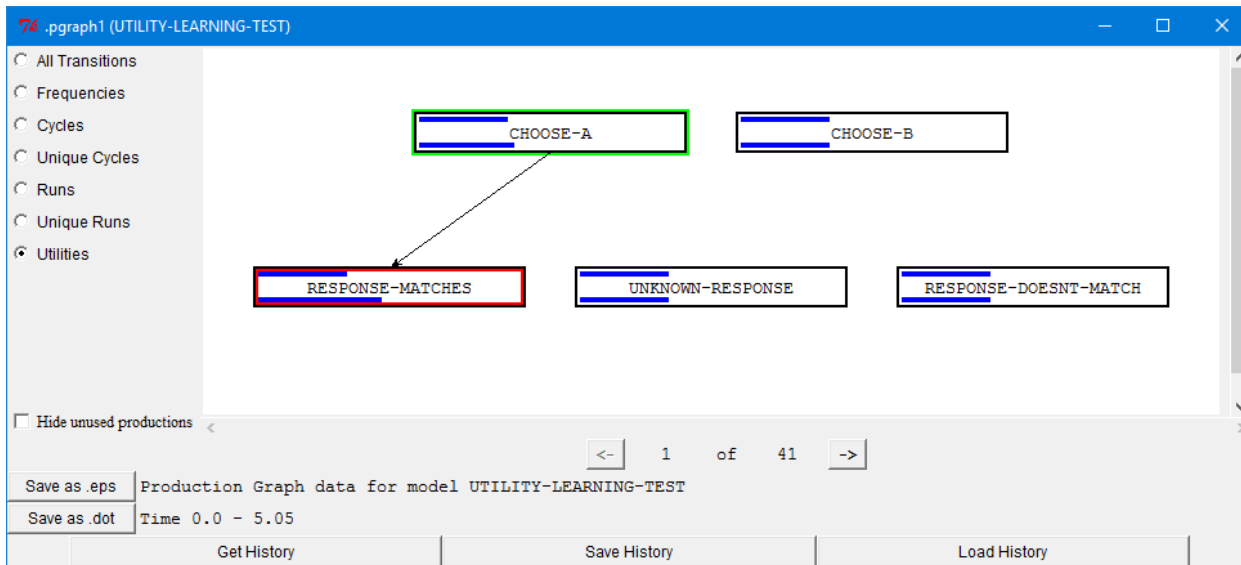 .pgraph1 (UTILITY-LEARNING-TEST)
All Transitions
Frequencies
Cycles
Unique Cycles
Runs
Unique Runs
Utilities
CHOOSE-A CHOOSE-B
RESPONSE-MATCHES UNKNOWN-RESPONSE RESPONSE-DOESNT-MATCH
Hide unused productions
<- 1 of 41 ->
Save as .eps Production Graph data for model UTILITY-LEARNING-TEST
Save as .dot Time 0.0 - 5.05
Get History Save History Load History